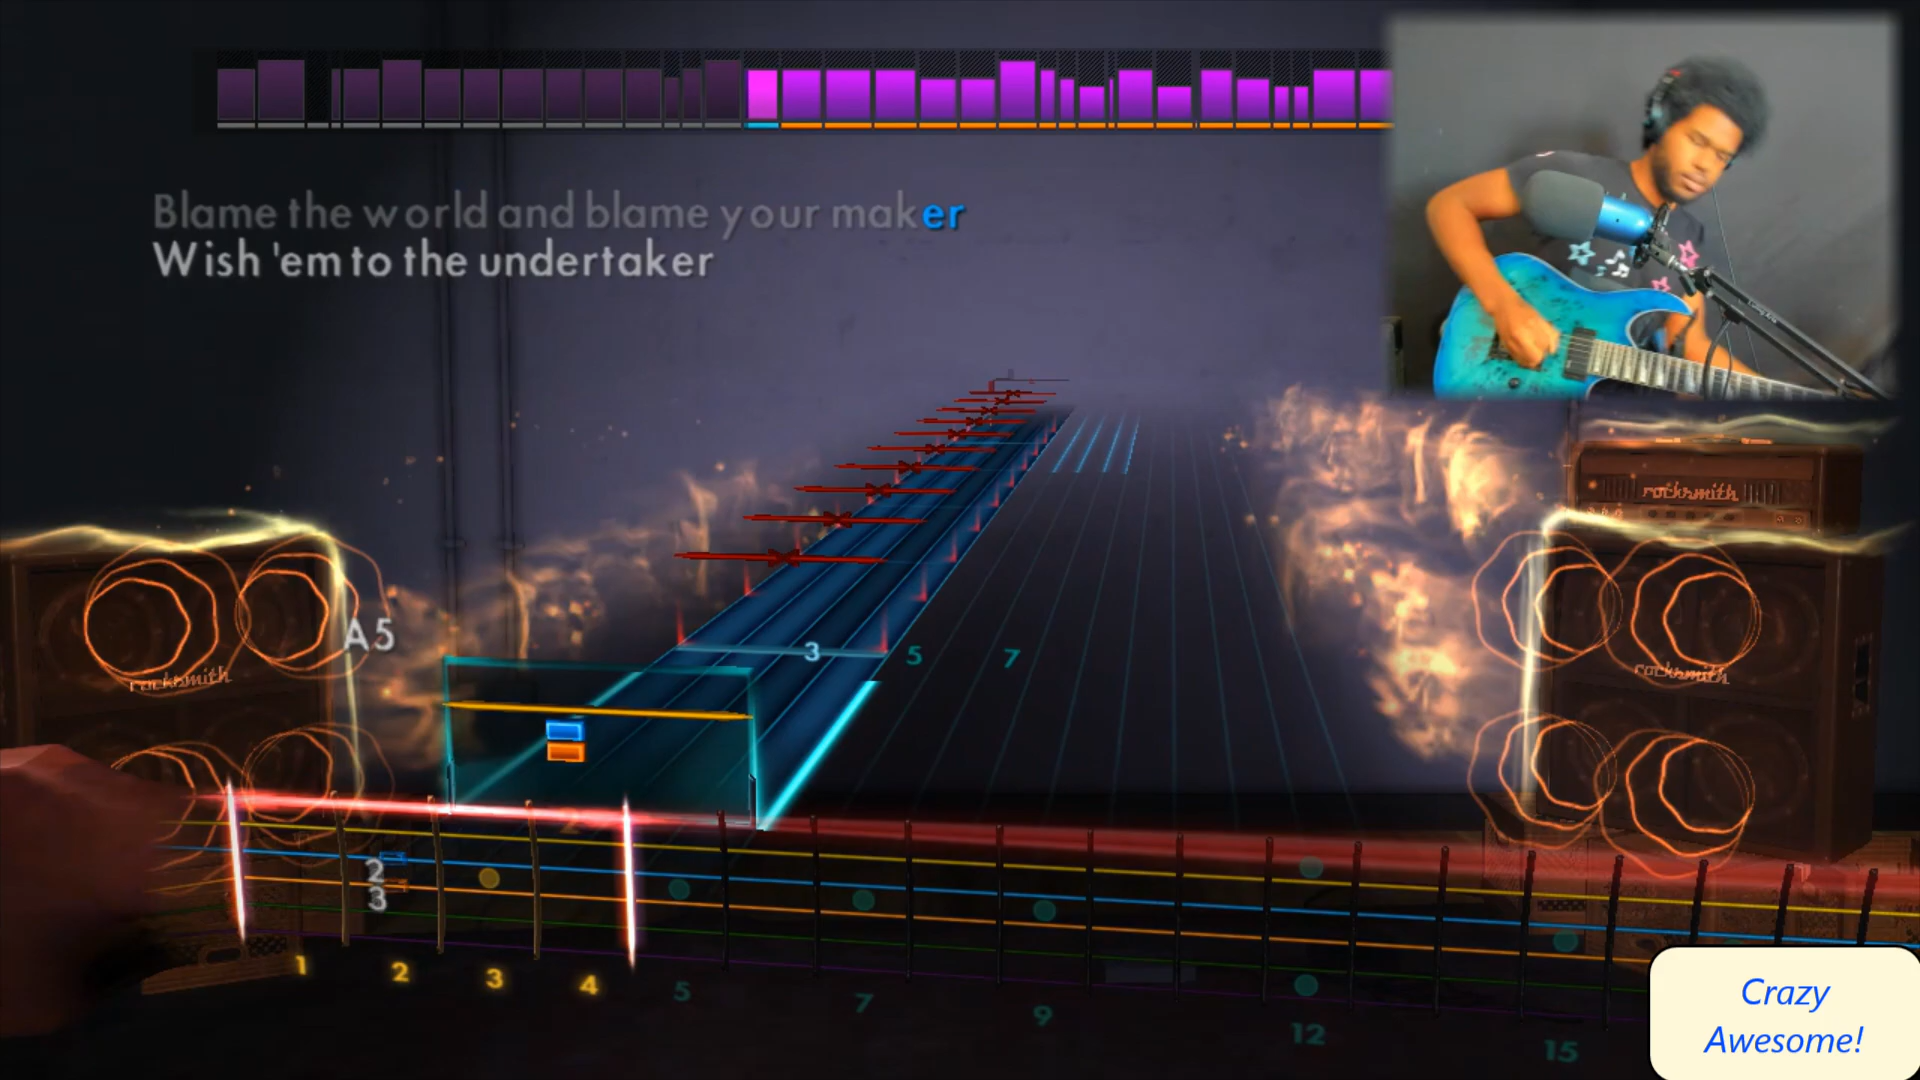 Blame the world and blame your maker
Wish 'em to the undertaker
rocksmith
A5
rocksmith
rocksmith
3 5 7
2
2
3
1 2 3 4 5 7 9 12 15
Crazy
Awesome!